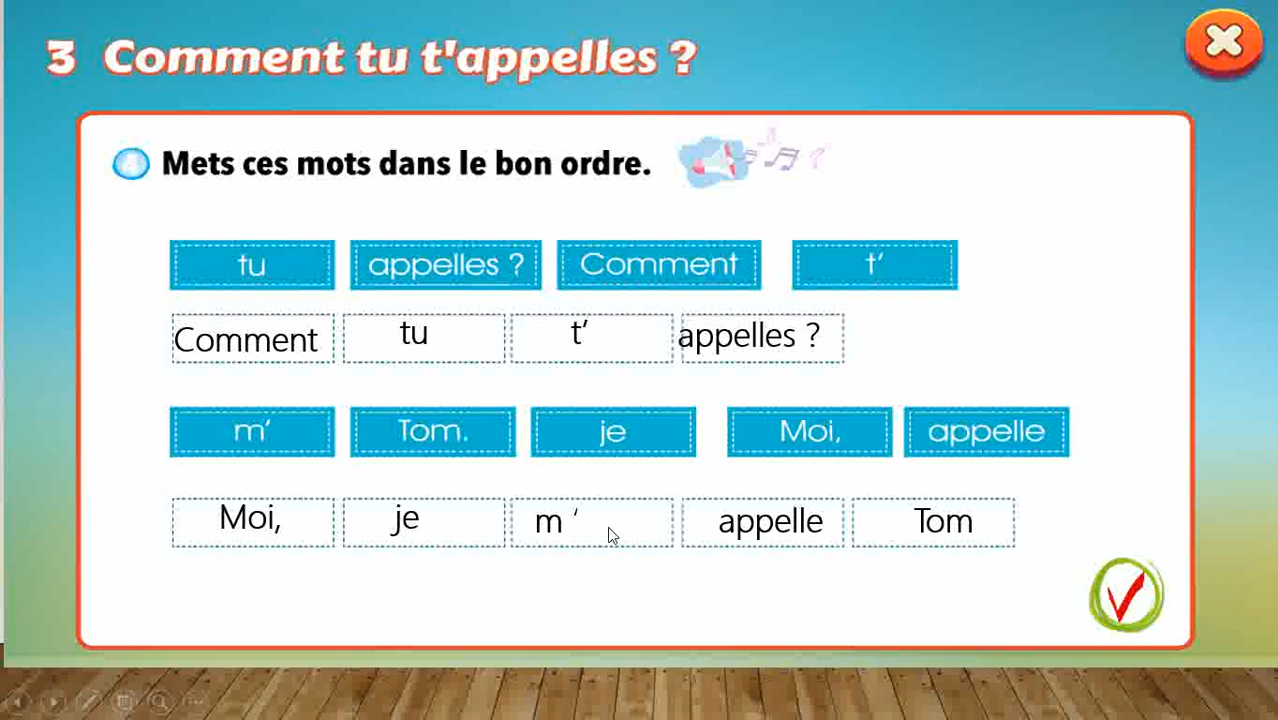 3 Comment tu t'appelles ?
Mets ces mots dans le bon ordre.
tu appelles ? Comment t'
Comment tu t' appelles ?
m' Tom. je Moi, appelle
Moi, je m ' appelle Tom